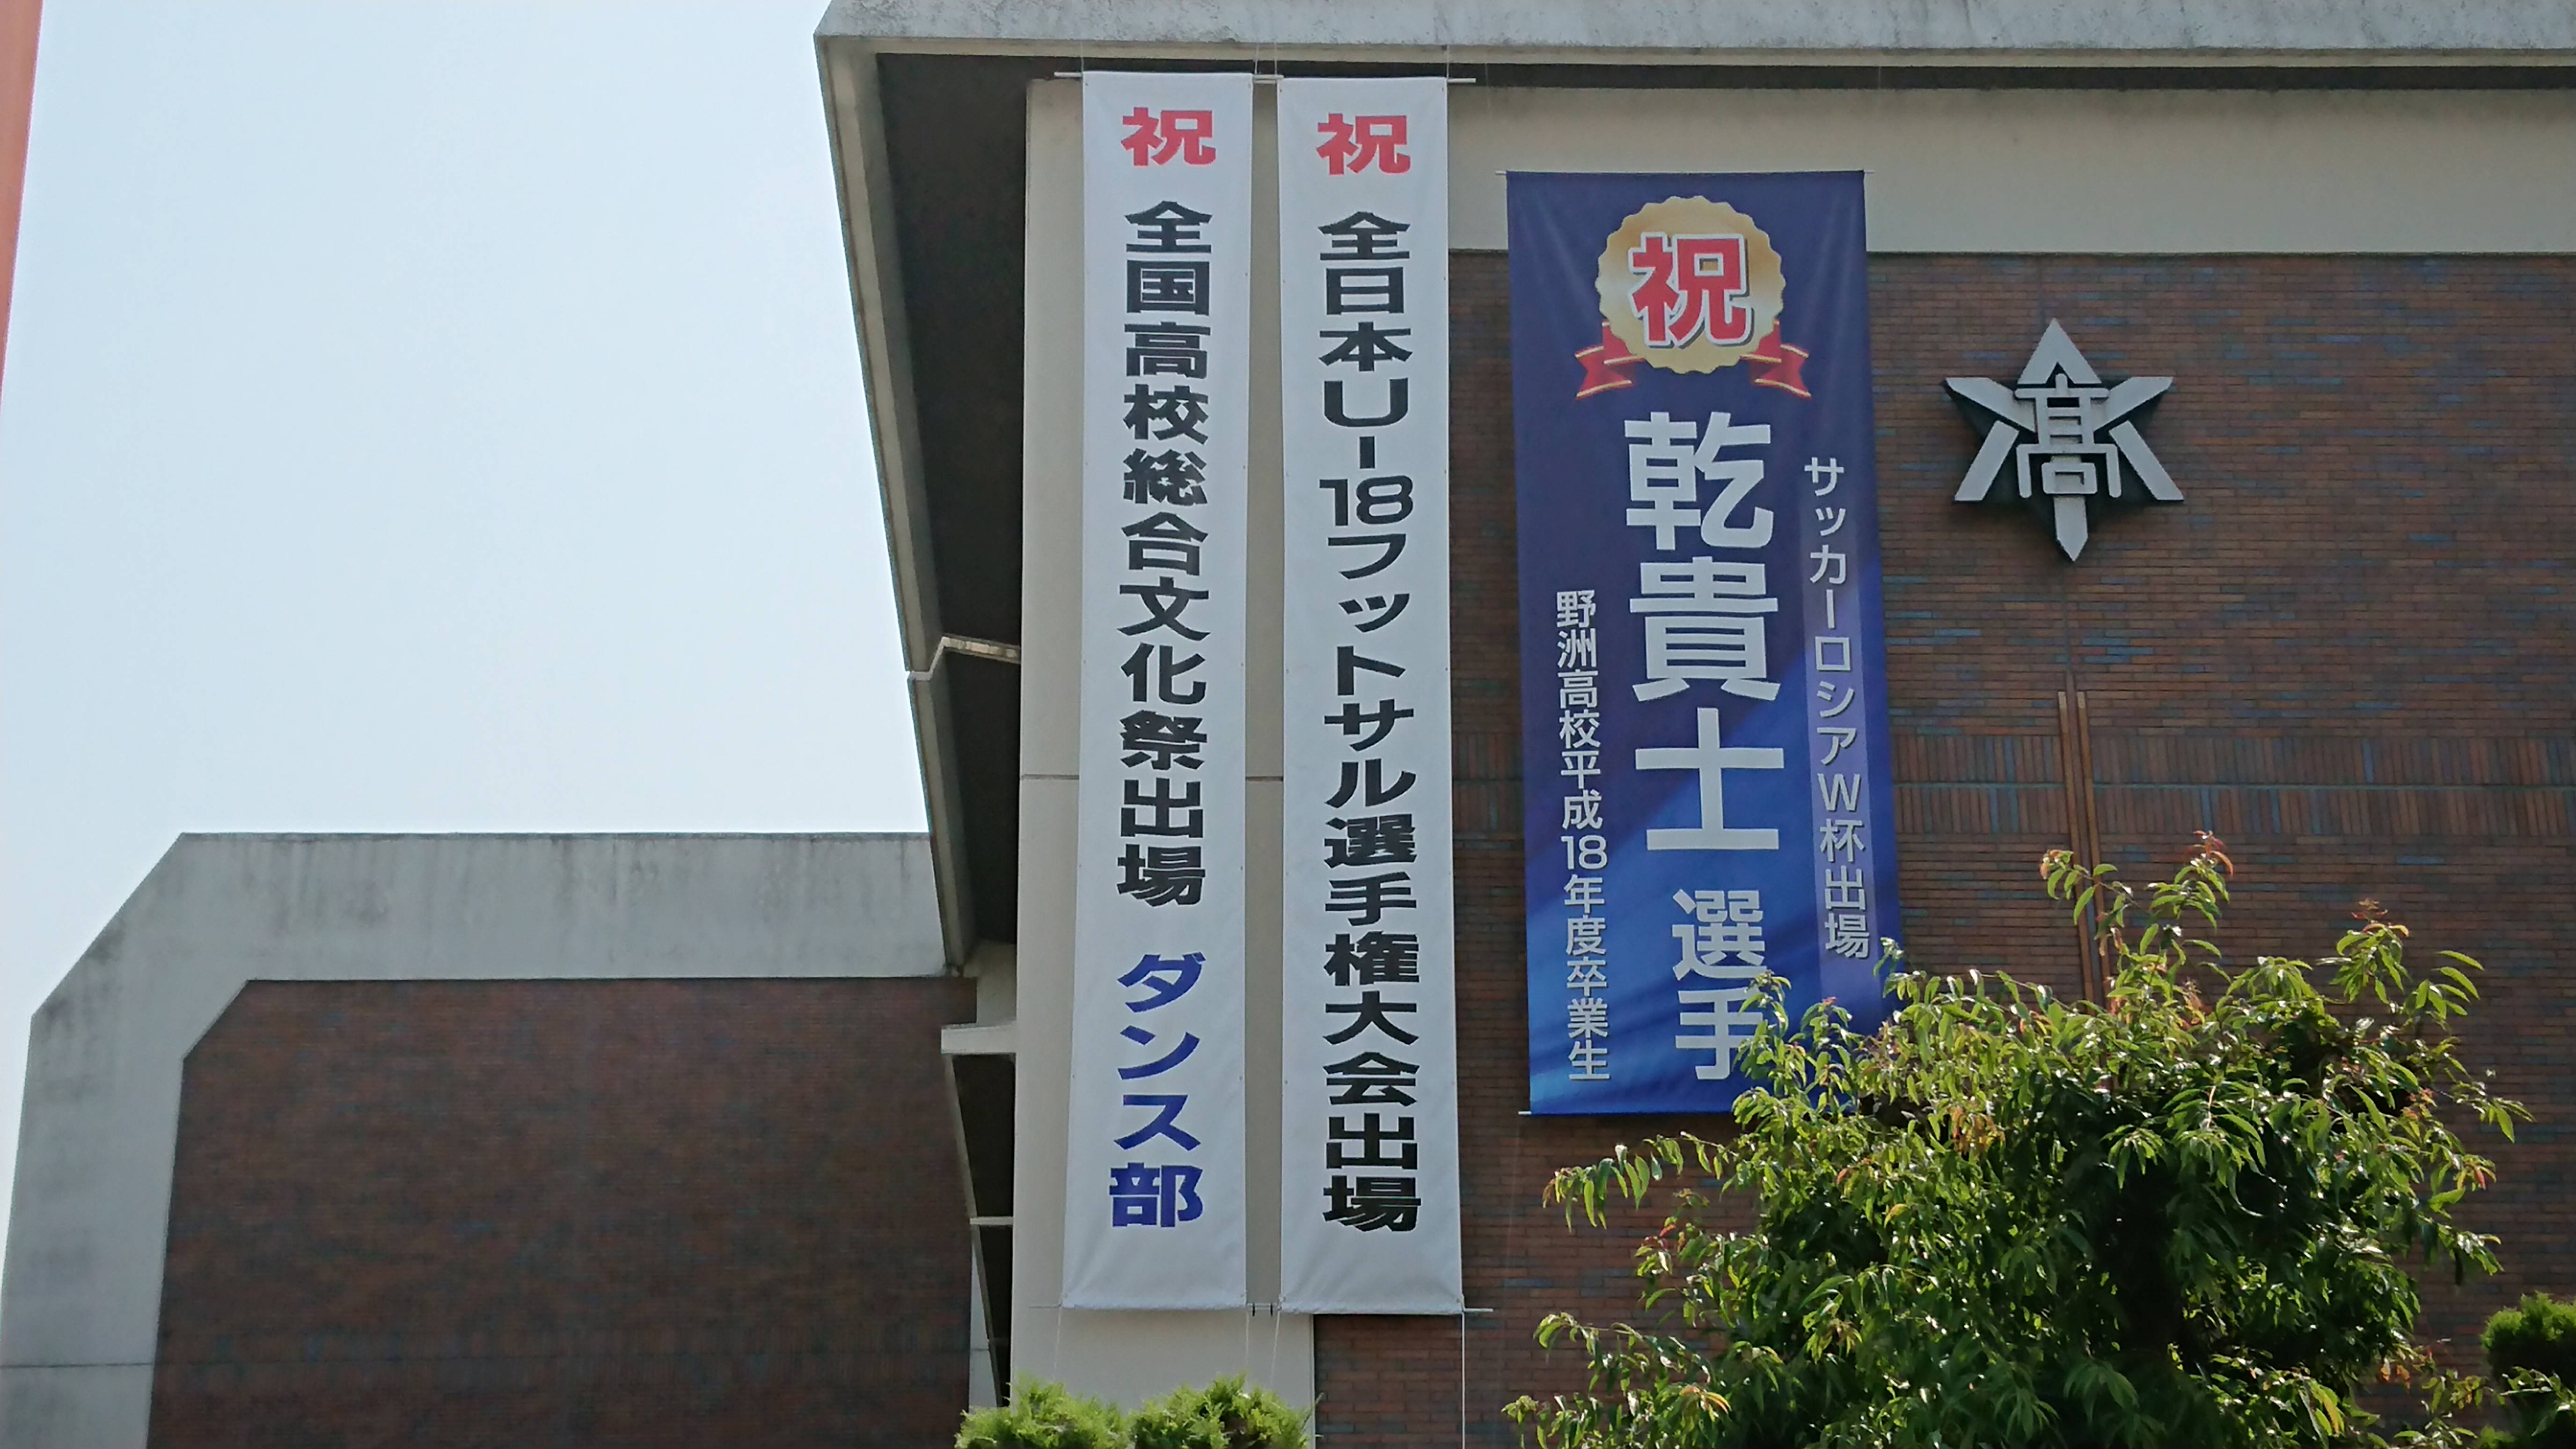 祝
サッカーロシアW杯出場
乾貴士 選手
野洲高校平成18年度卒業生
祝 全日本U-18フットサル選手権大会出場
祝 全国高校総合文化祭出場 ダンス部
高